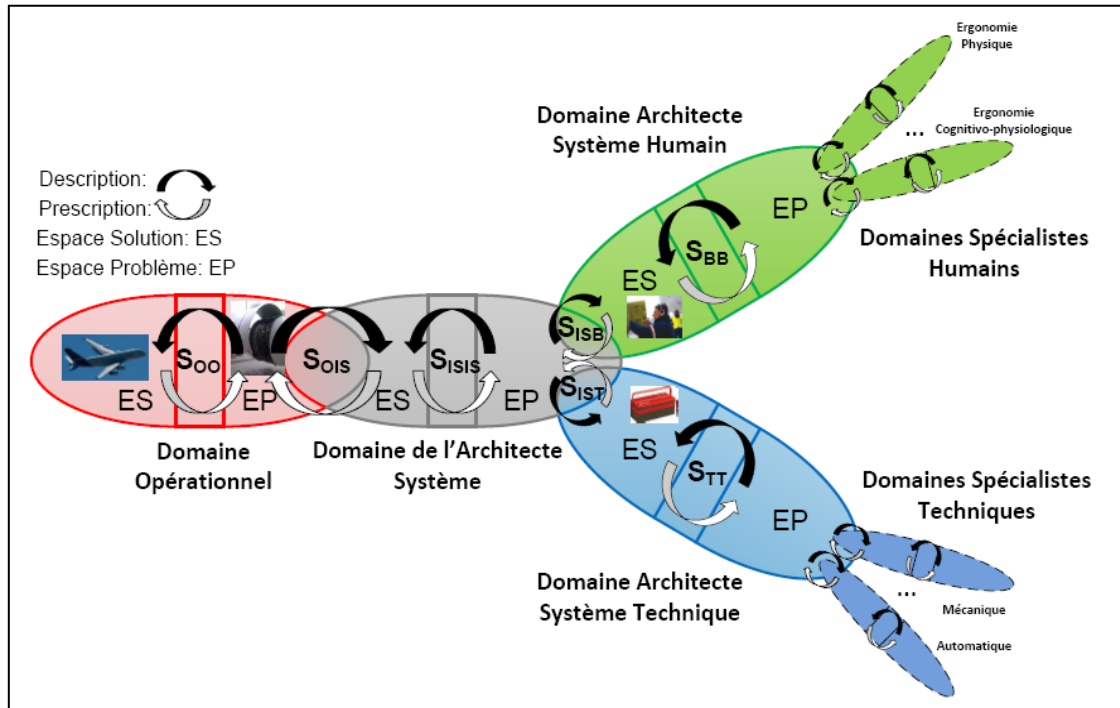 Ergonomie
Physique
Ergonomie
Cognitivo-physiologique
...
Domaine Architecte
Système Humain
Description:
Prescription:
Espace Solution: ES
Espace Problème: EP
EP
S_BB
ES
Domaines Spécialistes
Humains
S_ISB
S_OO
S_OIS
S_ISIS
S_IST
ES
EP
ES
EP
Domaine
Opérationnel
Domaine de l'Architecte
Système
ES
S_TT
EP
Domaines Spécialistes
Techniques
Domaine Architecte
Système Technique
...
Mécanique
Automatique